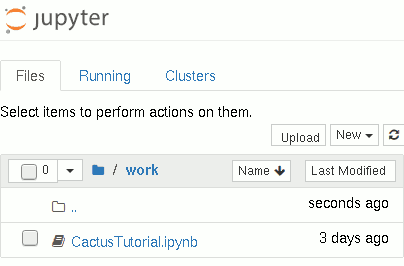 jupyter
Files Running Clusters
Select items to perform actions on them.
Upload New
0 / work Name Last Modified
.. seconds ago
CactusTutorial.ipynb 3 days ago